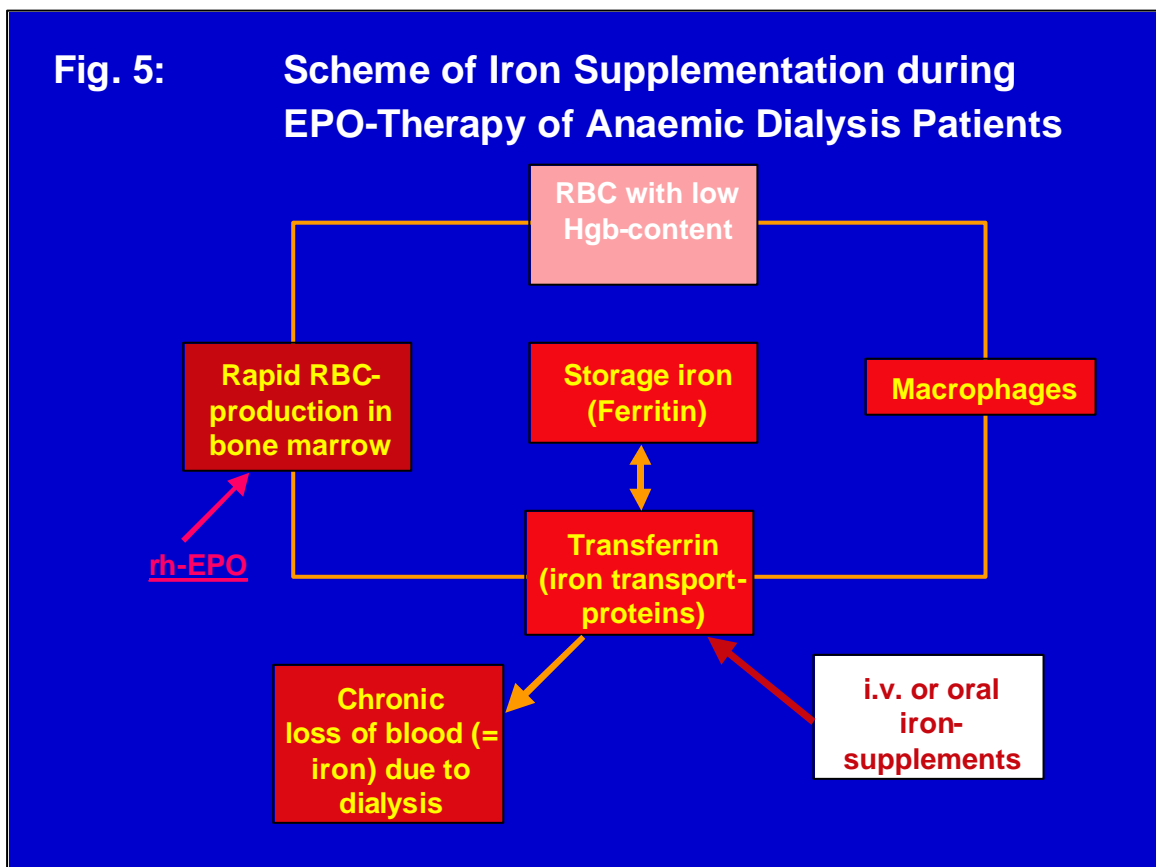 Fig. 5: Scheme of Iron Supplementation during
EPO-Therapy of Anaemic Dialysis Patients
RBC with low
Hgb-content
Rapid RBC-
production in
bone marrow
Storage iron
(Ferritin)
Macrophages
rh-EPO
Transferrin
(iron transport-
proteins)
Chronic
loss of blood (=
iron) due to
dialysis
i.v. or oral
iron-
supplements